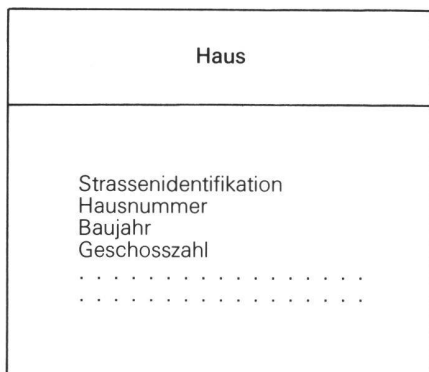 Haus
Strassenidentifikation
Hausnummer
Baujahr
Geschosszahl
. . . . . . . . . . . . . . . . .
. . . . . . . . . . . . . . . . .